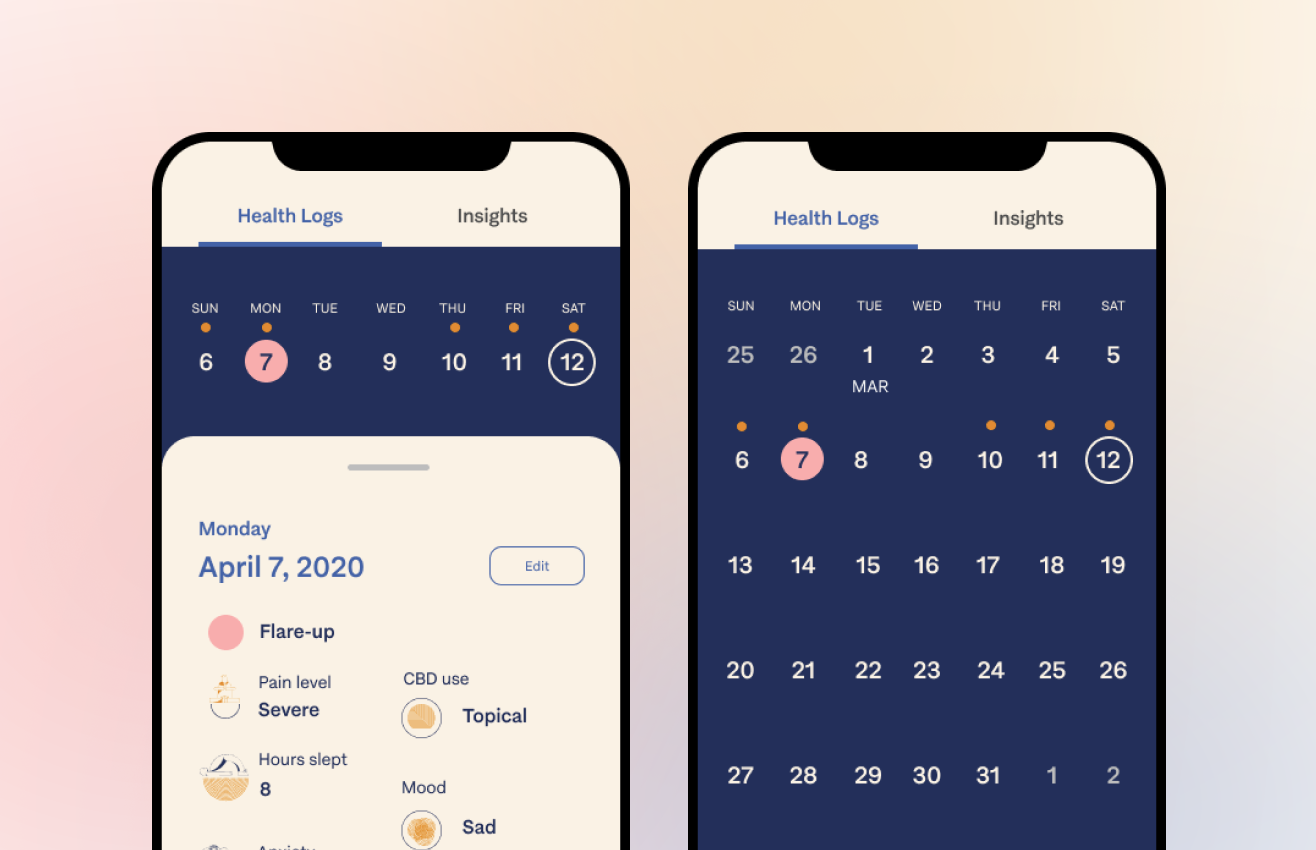 Health Logs Insights
SUN MON TUE WED THU FRI SAT
6 7 8 9 10 11 12
Monday
April 7, 2020
Edit
Flare-up
Pain level
Severe
CBD use
Topical
Hours slept
8
Mood
Sad
Anxiety
Health Logs Insights
SUN MON TUE WED THU FRI SAT
25 26 1 2 3 4 5
MAR
6 7 8 9 10 11 12
13 14 15 16 17 18 19
20 21 22 23 24 25 26
27 28 29 30 31 1 2